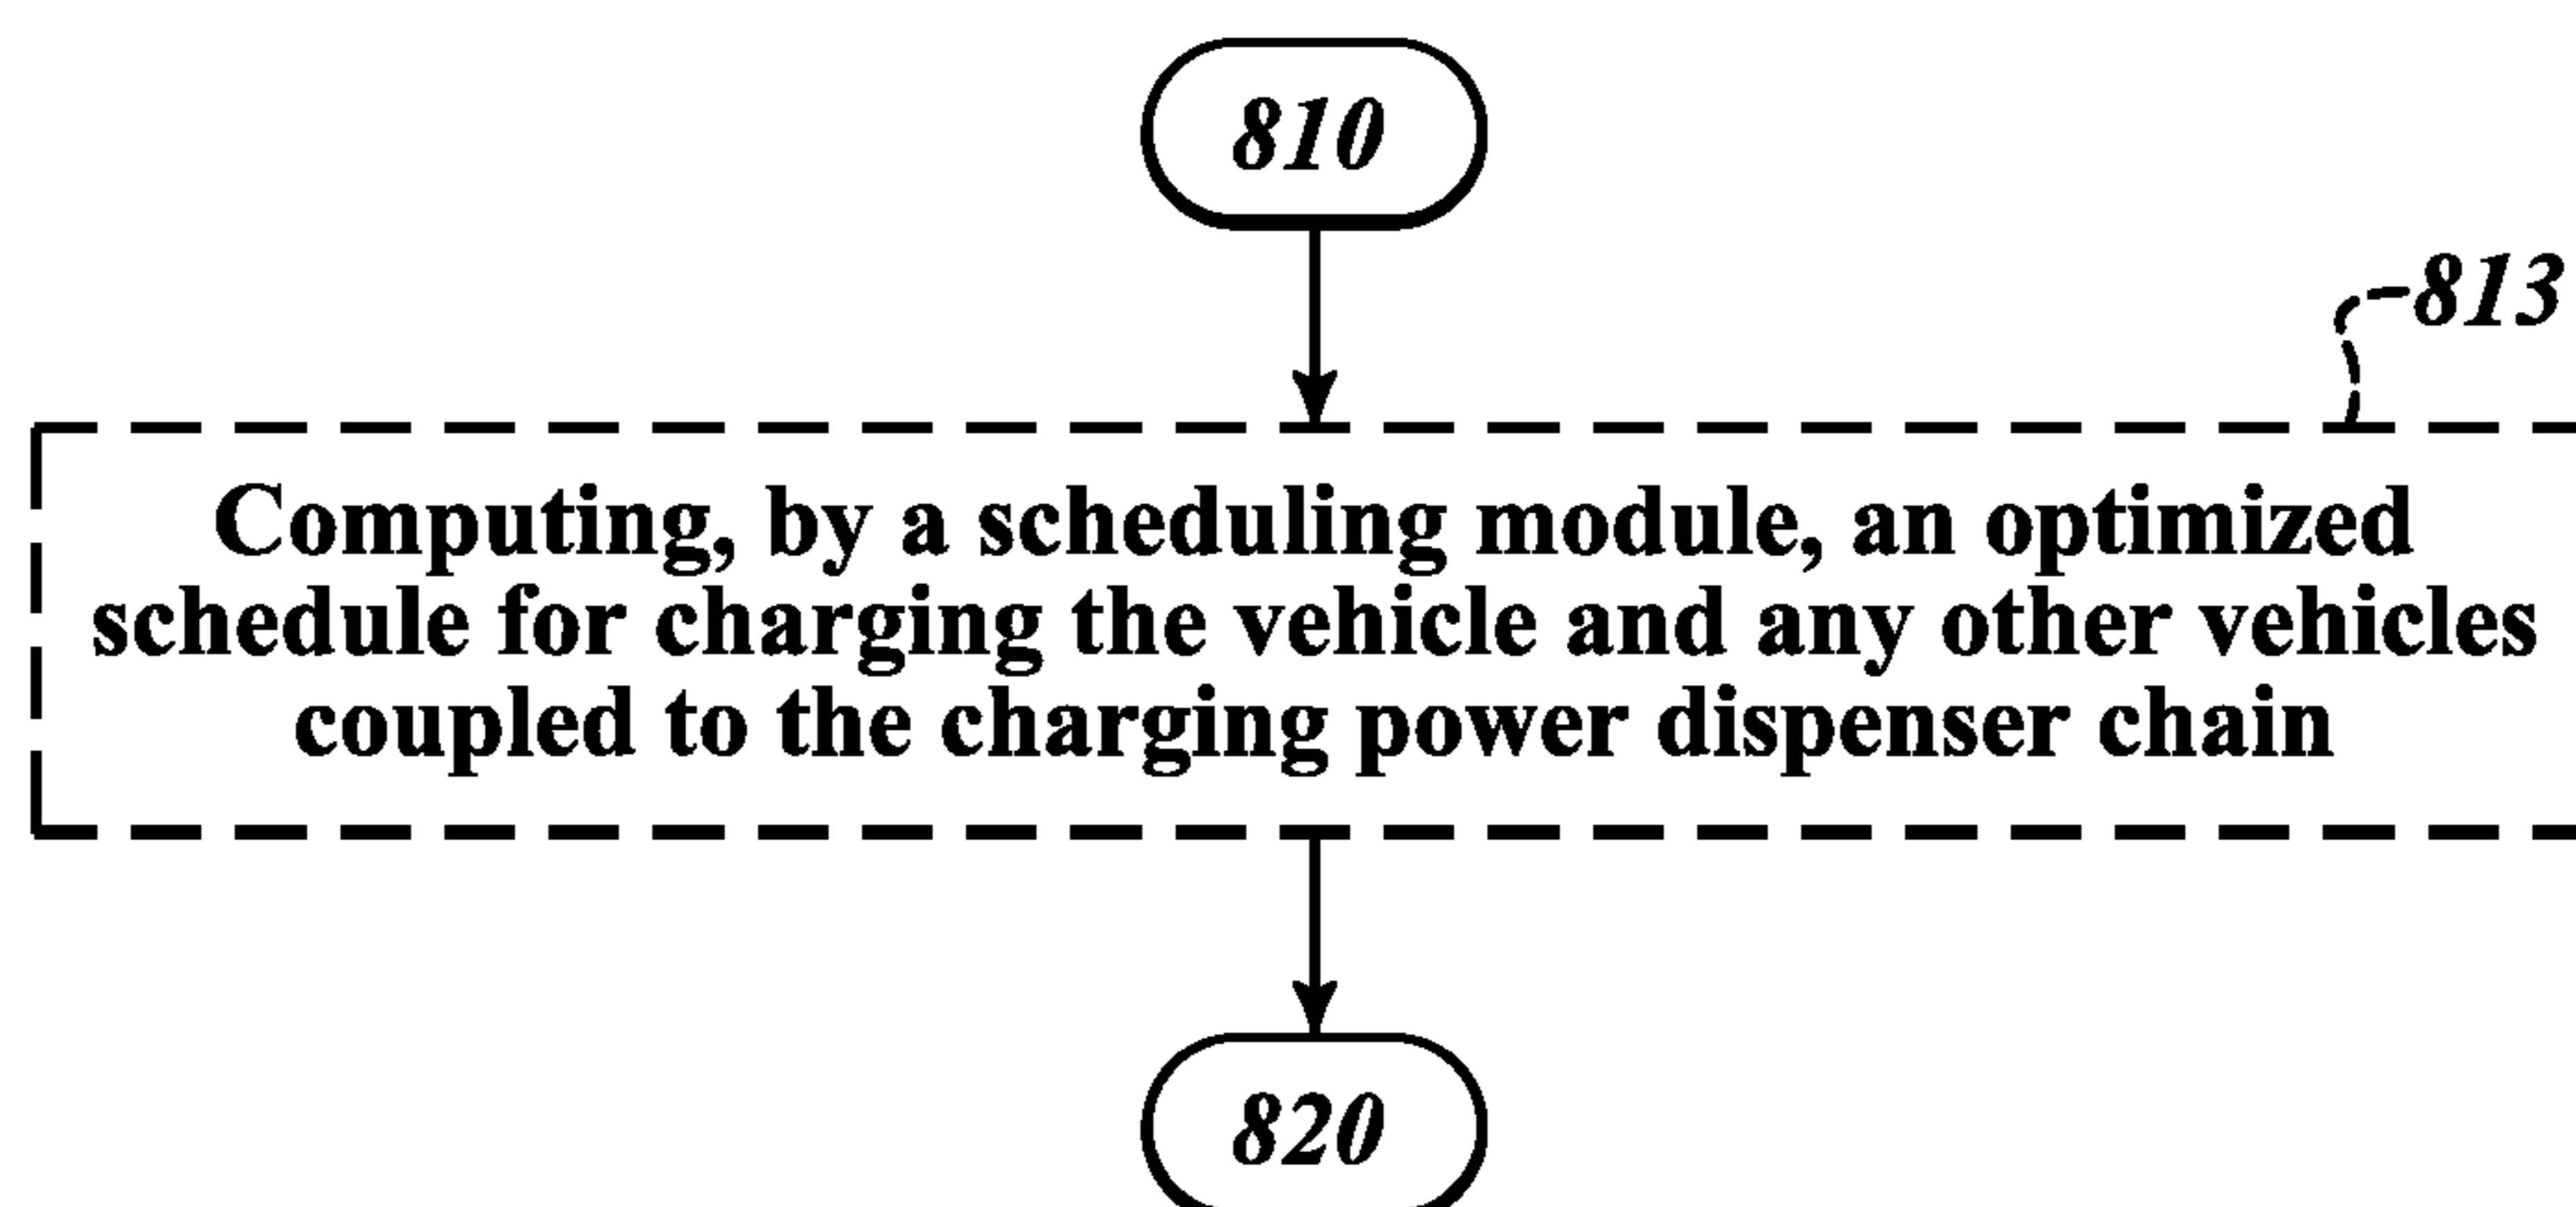 810
813
Computing, by a scheduling module, an optimized
schedule for charging the vehicle and any other vehicles
coupled to the charging power dispenser chain
820